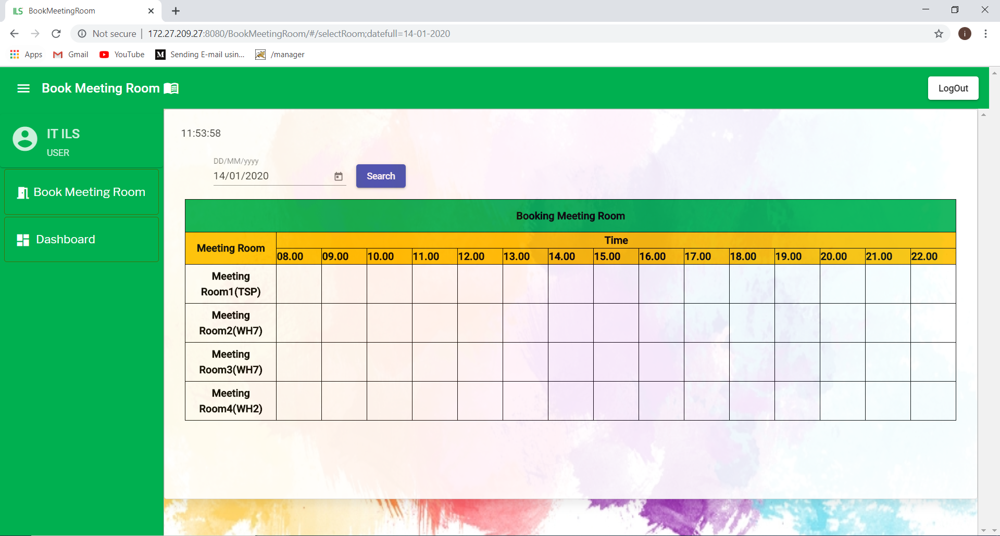 ILS BookMeetingRoom
Not secure | 172.27.209.27:8080/BookMeetingRoom/#/selectRoom;datefull=14-01-2020
i
Apps Gmail YouTube M Sending E-mail usin... /manager
Book Meeting Room
LogOut
IT ILS
USER
Book Meeting Room
Dashboard
11:53:58
DD/MM/yyyy
14/01/2020
Search
Booking Meeting Room
Meeting Room
Time
08.00 09.00 10.00 11.00 12.00 13.00 14.00 15.00 16.00 17.00 18.00 19.00 20.00 21.00 22.00
Meeting
Room1(TSP)
Meeting
Room2(WH7)
Meeting
Room3(WH7)
Meeting
Room4(WH2)